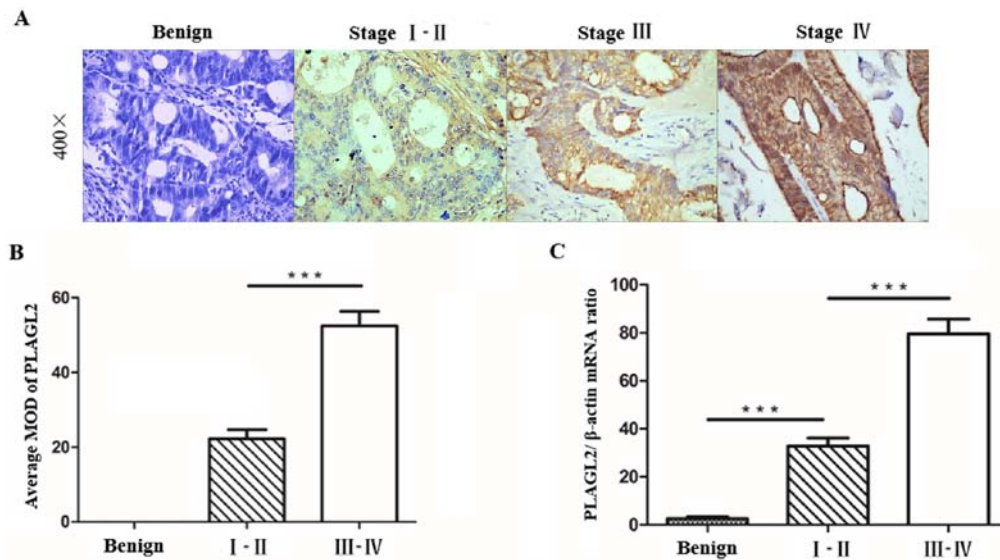 A
Benign
Stage Ⅰ-Ⅱ
Stage Ⅲ
Stage Ⅳ
400×
B
Average MOD of PLAGL2
60
40
20
0
***
Benign
Ⅰ-Ⅱ
Ⅲ-Ⅳ
C
PLAGL2/ β-actin mRNA ratio
100
80
60
40
20
0
***
***
Benign
Ⅰ-Ⅱ
Ⅲ-Ⅳ